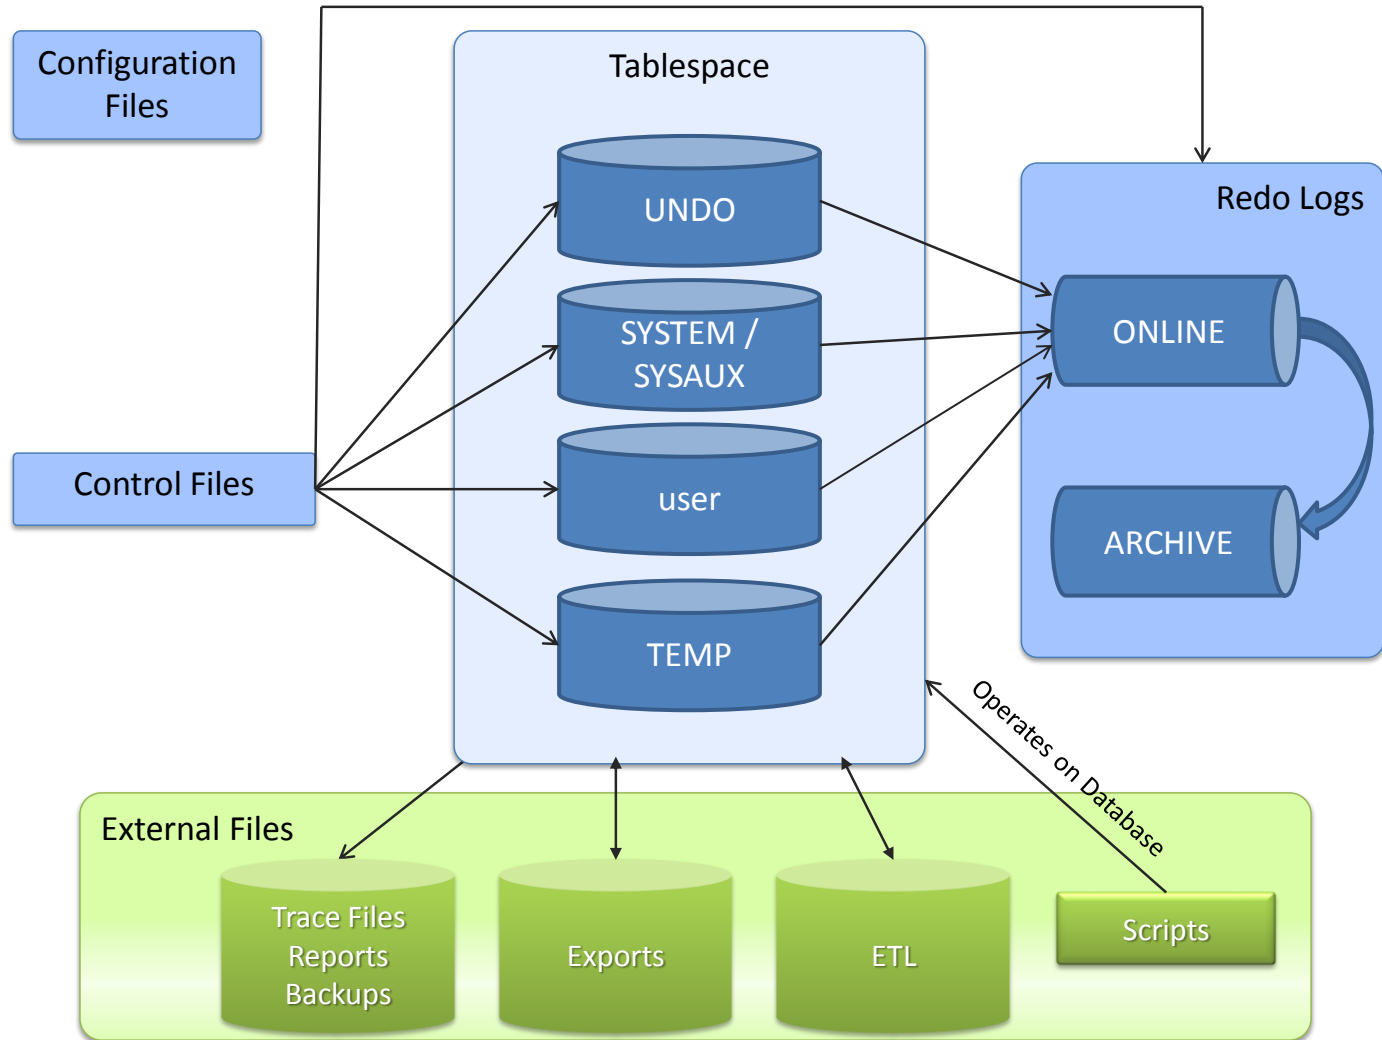 Configuration
Files
Tablespace
UNDO
SYSTEM /
SYSAUX
user
TEMP
Control Files
Redo Logs
ONLINE
ARCHIVE
Operates on Database
External Files
Trace Files
Reports
Backups
Exports
ETL
Scripts